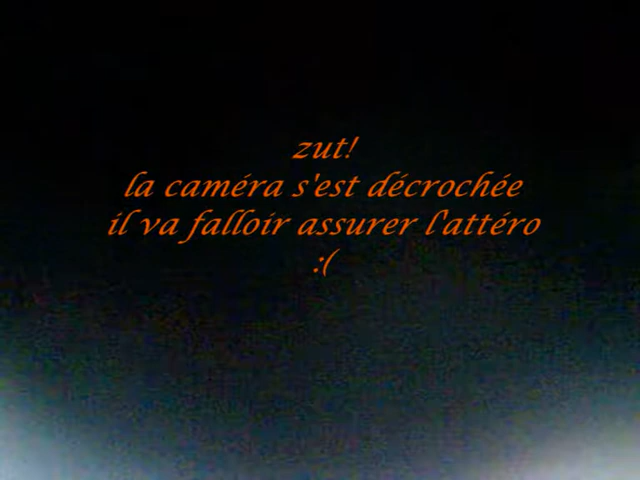 zut!
la caméra s'est décrochée
il va falloir assurer l'attéro
:(